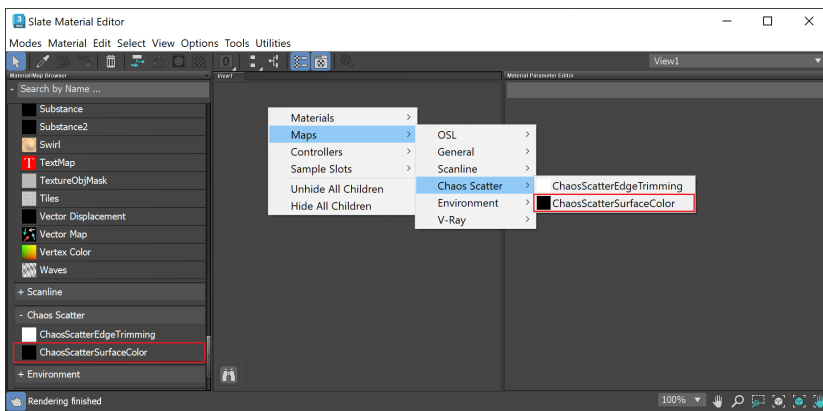 3
Slate Material Editor
Modes Material Edit Select View Options Tools Utilities
View1
Material/Map Browser
View1
Material Parameter Editor
- Search by Name ...
Substance
Substance2
Swirl
T TextMap
TextureObjMask
Tiles
Vector Displacement
Vector Map
Vertex Color
Waves
+ Scanline
- Chaos Scatter
ChaosScatterEdgeTrimming
ChaosScatterSurfaceColor
+ Environment
Materials
Maps
Controllers
Sample Slots
Unhide All Children
Hide All Children
OSL
General
Scanline
Chaos Scatter
Environment
V-Ray
ChaosScatterEdgeTrimming
ChaosScatterSurfaceColor
Rendering finished
100%